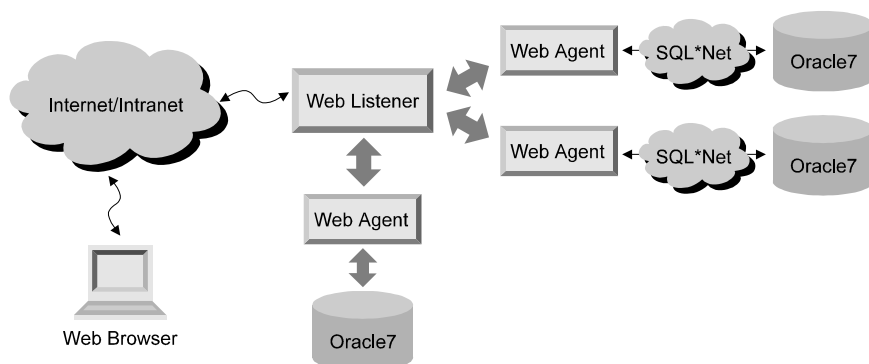 Web Agent
SQL*Net
Oracle7
Internet/Intranet
Web Listener
Web Agent
SQL*Net
Oracle7
Web Agent
Web Browser
Oracle7